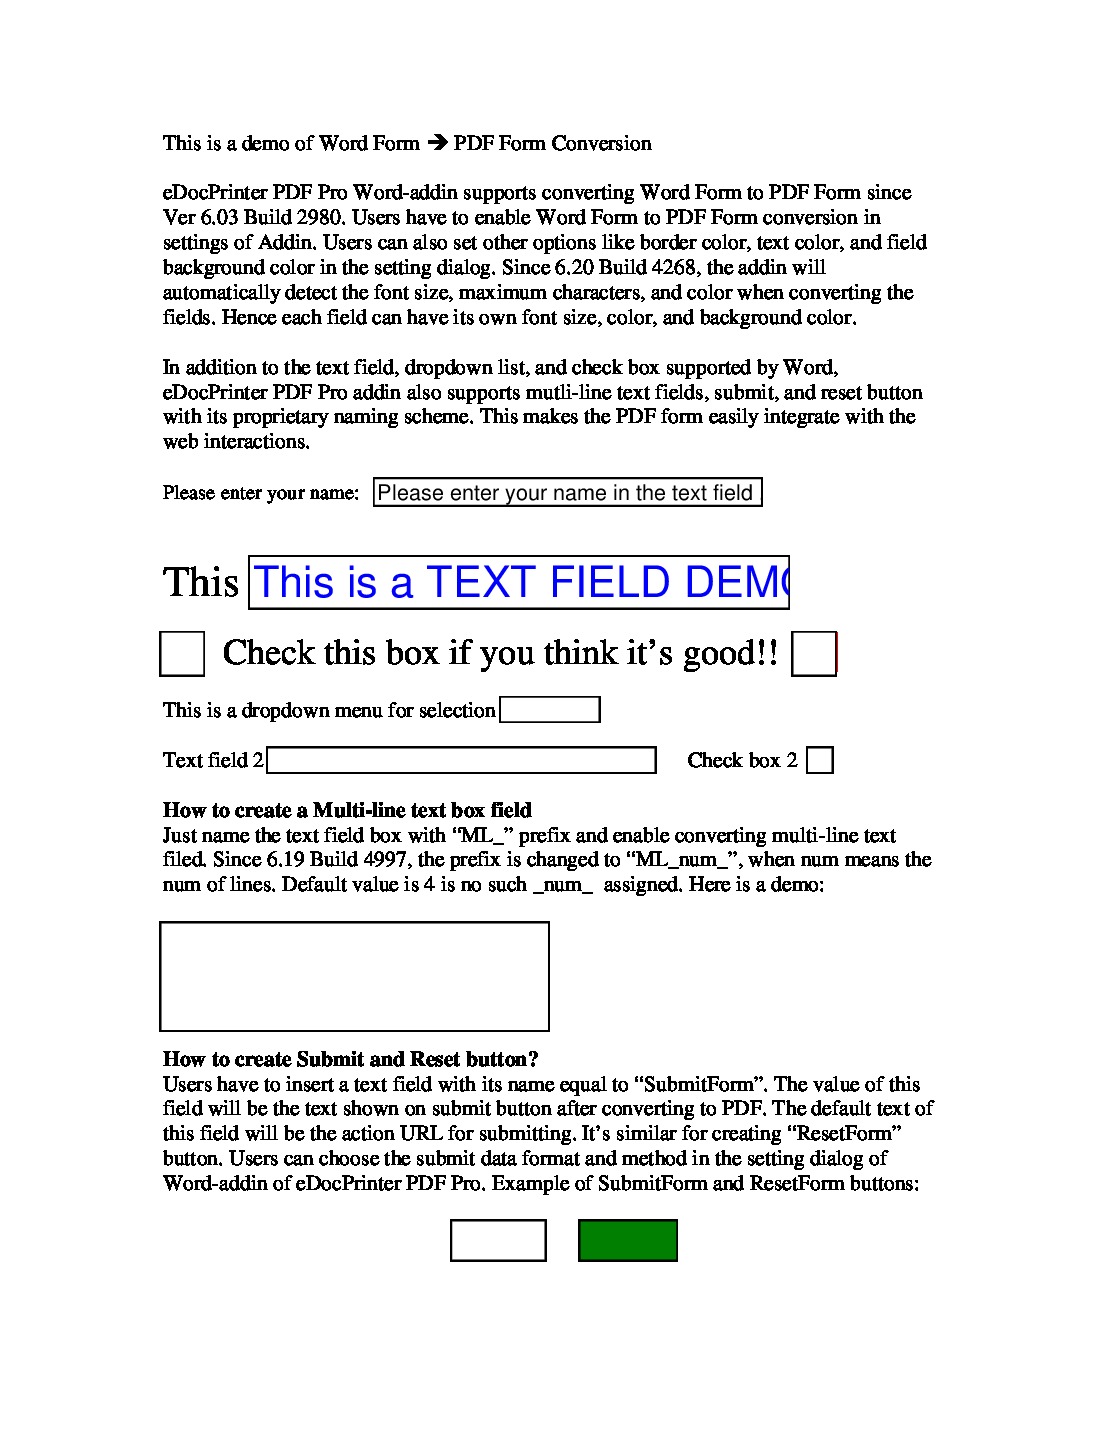 This is a demo of Word Form ➔ PDF Form Conversion
eDocPrinter PDF Pro Word-addin supports converting Word Form to PDF Form since
Ver 6.03 Build 2980. Users have to enable Word Form to PDF Form conversion in
settings of Addin. Users can also set other options like border color, text color, and field
background color in the setting dialog. Since 6.20 Build 4268, the addin will
automatically detect the font size, maximum characters, and color when converting the
fields. Hence each field can have its own font size, color, and background color.
In addition to the text field, dropdown list, and check box supported by Word,
eDocPrinter PDF Pro addin also supports mutli-line text fields, submit, and reset button
with its proprietary naming scheme. This makes the PDF form easily integrate with the
web interactions.
Please enter your name: Please enter your name in the text field
This This is a TEXT FIELD DEMO
Check this box if you think it’s good!!
This is a dropdown menu for selection
Text field 2 Check box 2
How to create a Multi-line text box field
Just name the text field box with “ML_” prefix and enable converting multi-line text
filed. Since 6.19 Build 4997, the prefix is changed to “ML_num_”, when num means the
num of lines. Default value is 4 is no such _num_ assigned. Here is a demo:
How to create Submit and Reset button?
Users have to insert a text field with its name equal to “SubmitForm”. The value of this
field will be the text shown on submit button after converting to PDF. The default text of
this field will be the action URL for submitting. It’s similar for creating “ResetForm”
button. Users can choose the submit data format and method in the setting dialog of
Word-addin of eDocPrinter PDF Pro. Example of SubmitForm and ResetForm buttons: